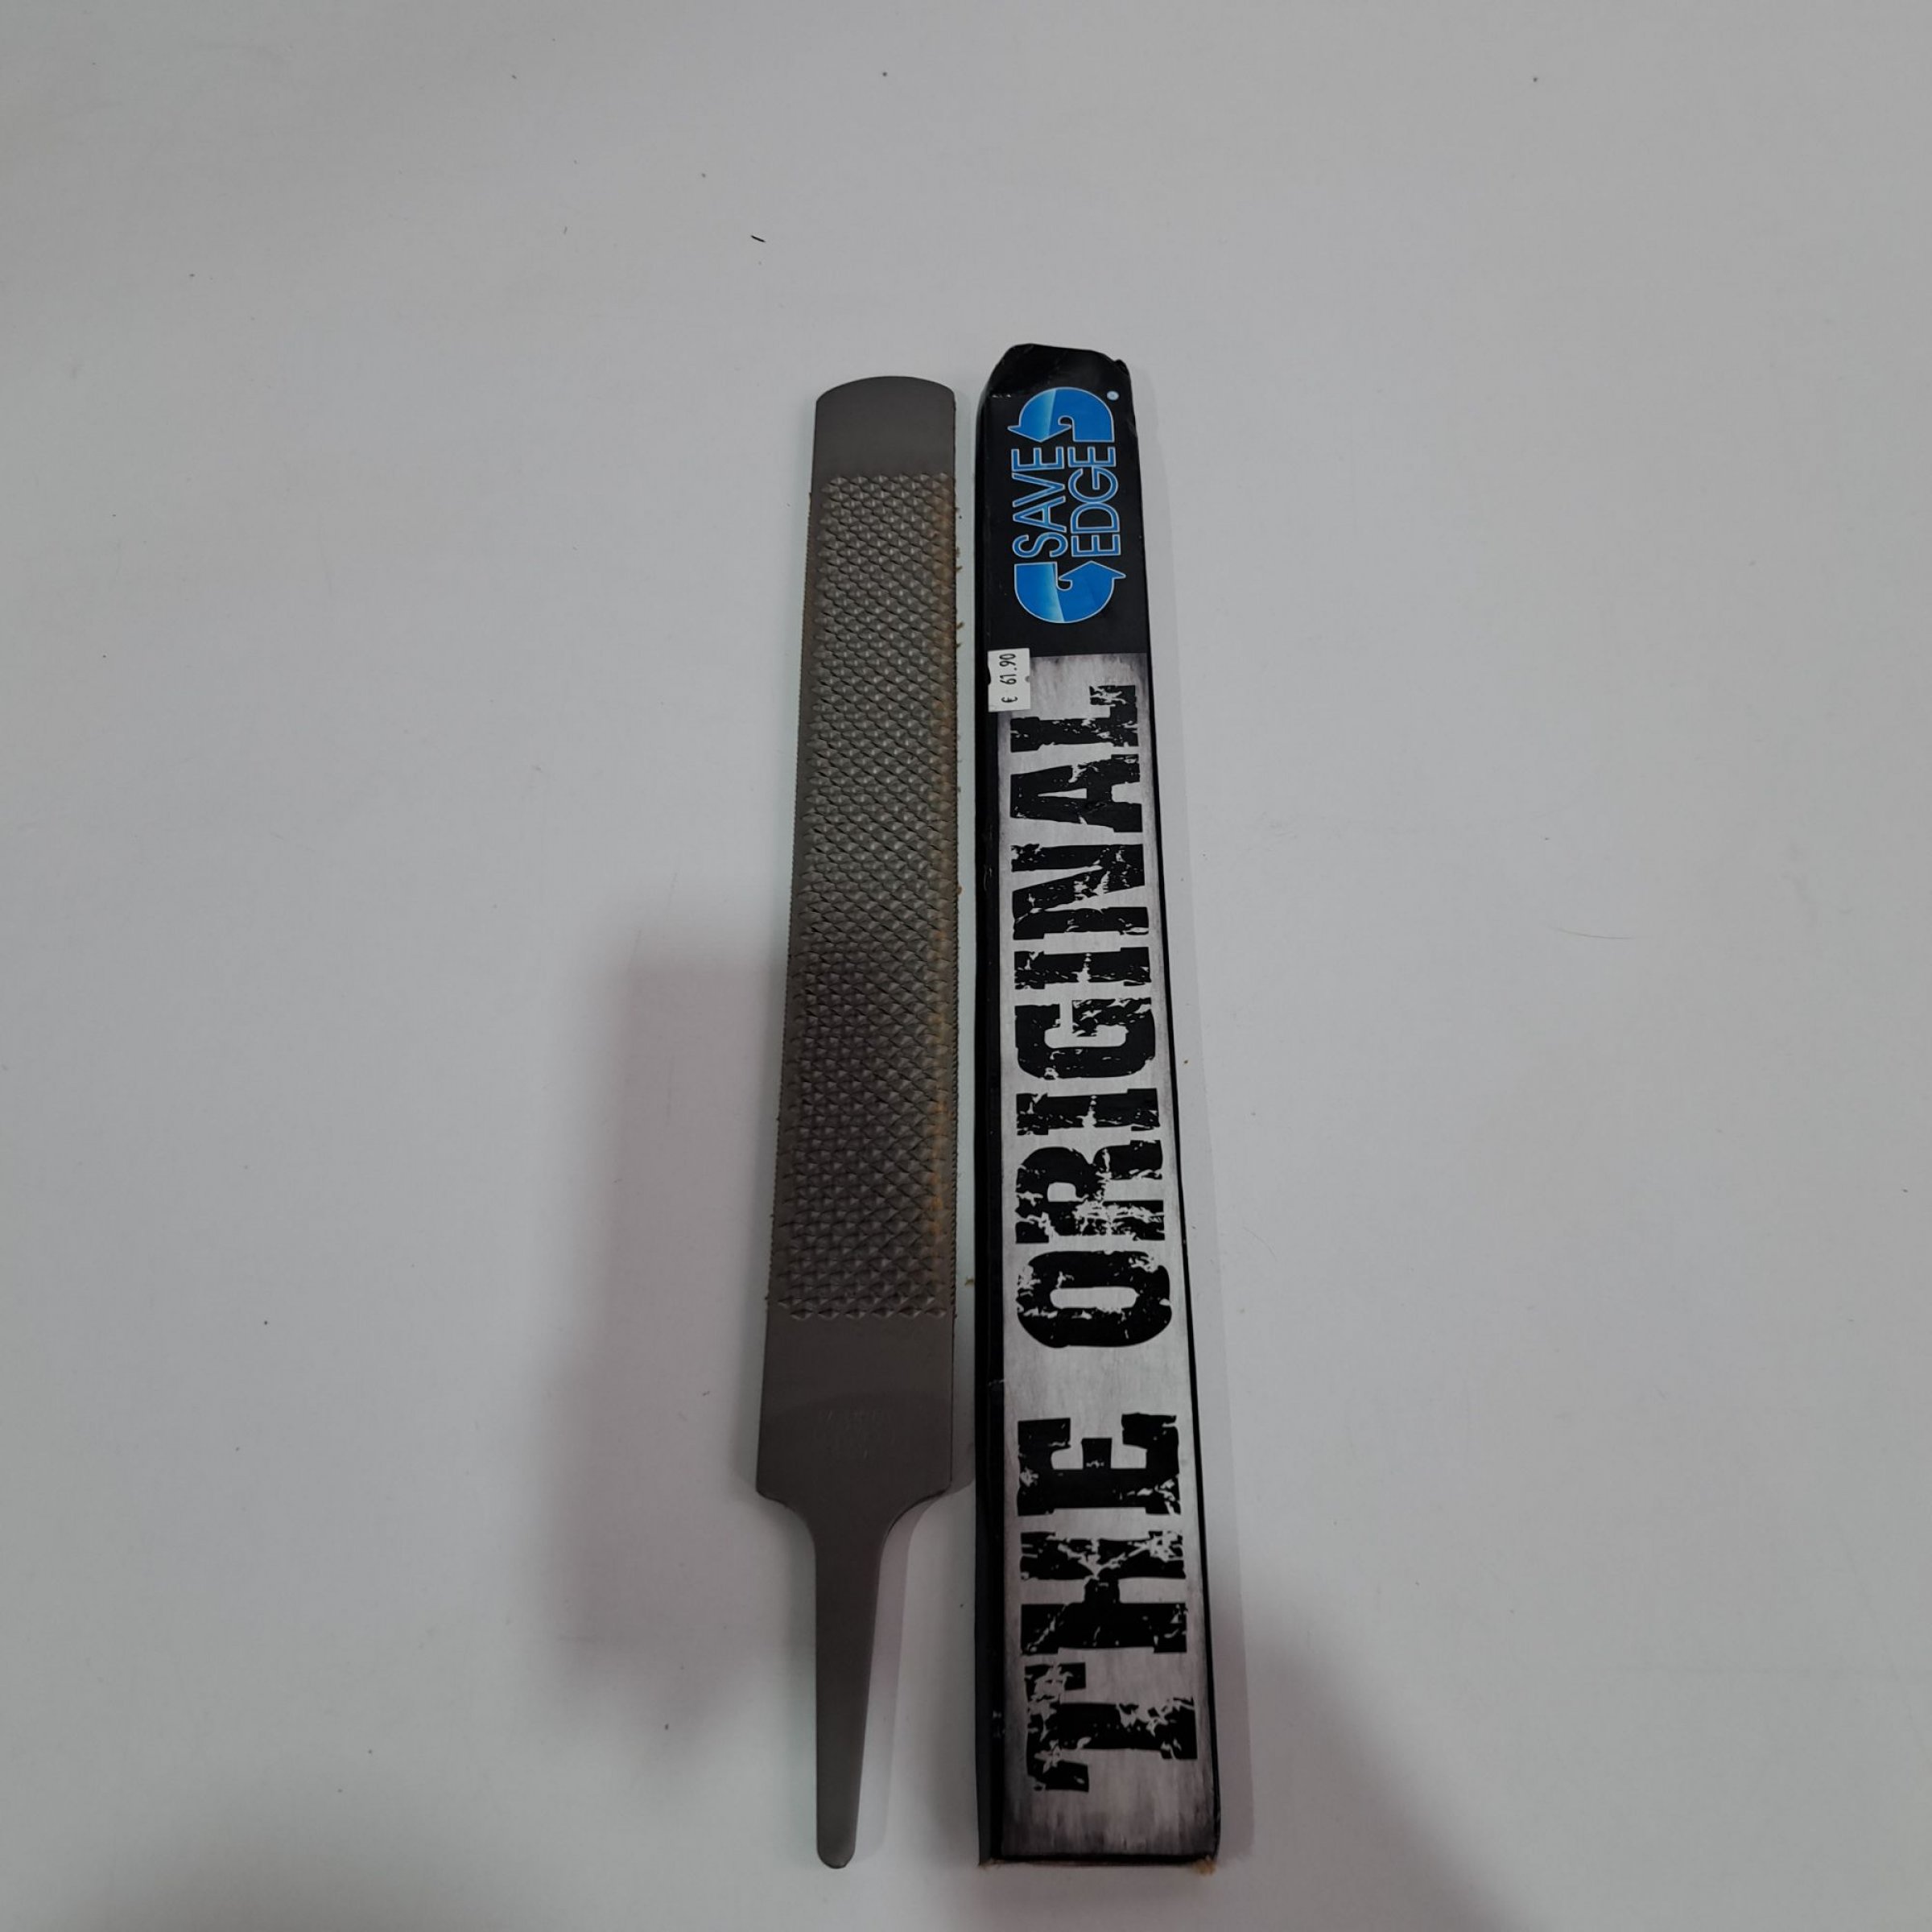 SAVE
EDGE
€ 61.90
THE ORIGINAL